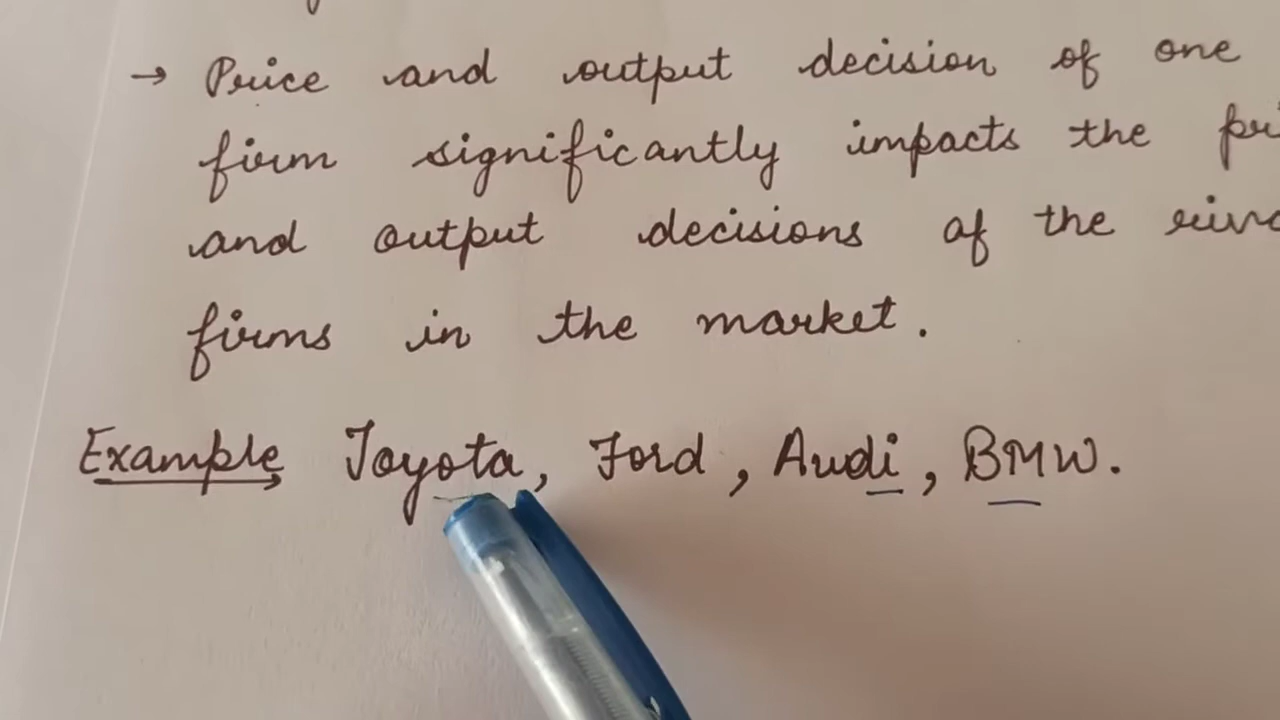 → Price and output decision of one
firm significantly impacts the
and output decisions of the
firms in the market.
Example Toyota, Ford, Audi, BMW.